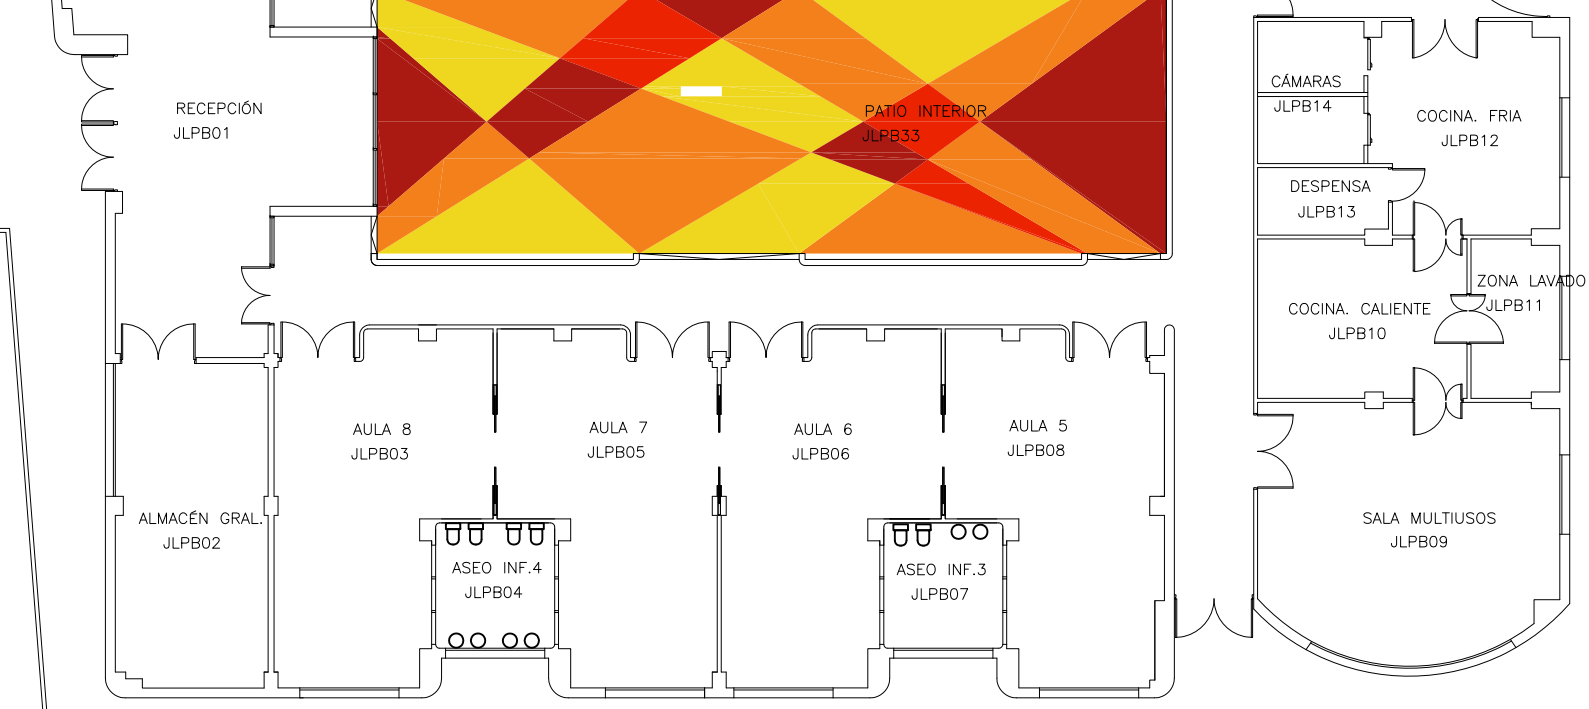 RECEPCIÓN
JLPB01
PATIO INTERIOR
JLPB33
CÁMARAS
JLPB14
COCINA. FRIA
JLPB12
DESPENSA
JLPB13
ZONA LAVADO
JLPB11
COCINA. CALIENTE
JLPB10
AULA 8
JLPB03
AULA 7
JLPB05
AULA 6
JLPB06
AULA 5
JLPB08
ALMACÉN GRAL.
JLPB02
ASEO INF.4
JLPB04
ASEO INF.3
JLPB07
SALA MULTIUSOS
JLPB09